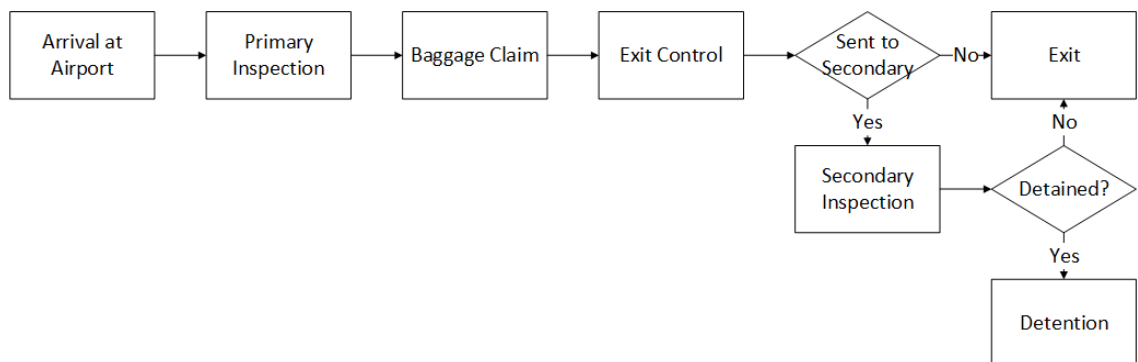 Arrival at
Airport
Primary
Inspection
Baggage Claim
Exit Control
Sent to
Secondary
No
Exit
Yes
No
Secondary
Inspection
Detained?
Yes
Detention